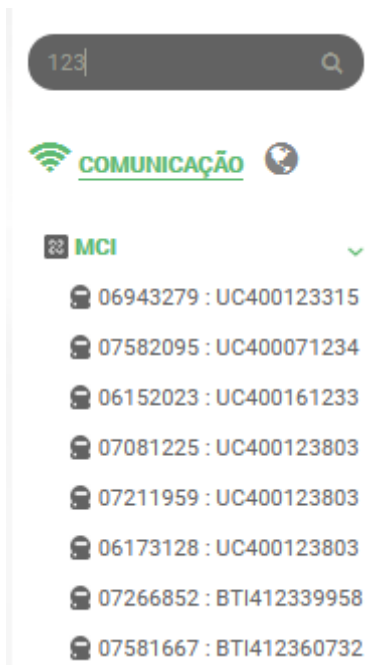 123
COMUNICAÇÃO
MCI
06943279 : UC400123315
07582095 : UC400071234
06152023 : UC400161233
07081225 : UC400123803
07211959 : UC400123803
06173128 : UC400123803
07266852 : BTI412339958
07581667 : BTI412360732